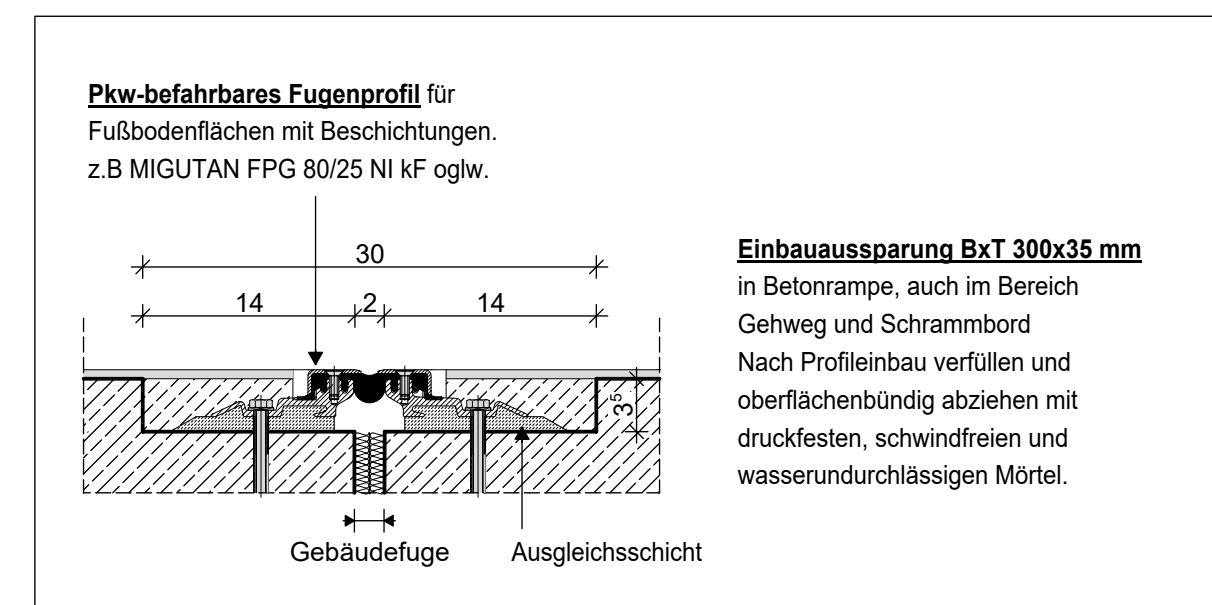 Pkw-befahrbares Fugenprofil für
Fußbodenflächen mit Beschichtungen.
z.B MIGUTAN FPG 80/25 NI kF oglw.
30
14 2 14
3⁵
Einbauaussparung BxT 300x35 mm
in Betonrampe, auch im Bereich
Gehweg und Schrammbord
Nach Profileinbau verfüllen und
oberflächenbündig abziehen mit
druckfesten, schwindfreien und
wasserundurchlässigen Mörtel.
Gebäudefuge Ausgleichsschicht